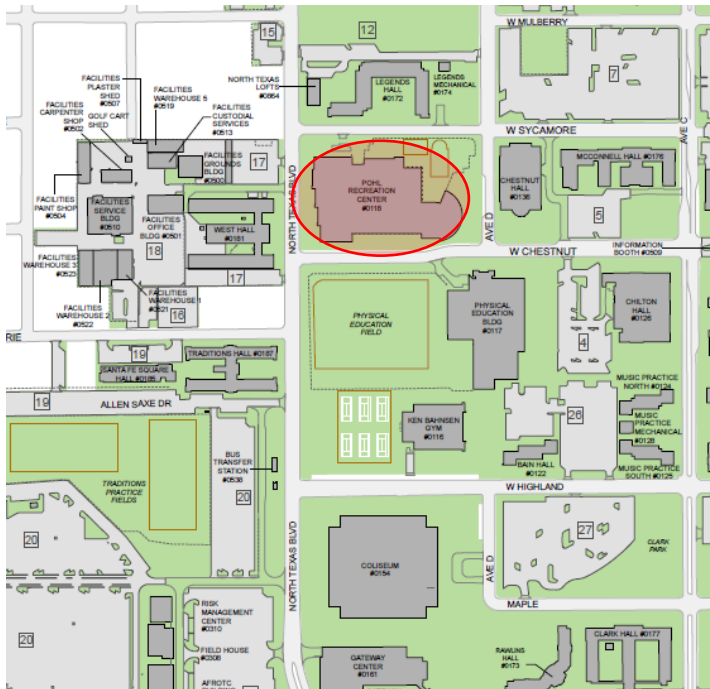 W MULBERRY
15
12
7
FACILITIES
PLASTER
SHED
#0507
FACILITIES
WAREHOUSE 5
#0519
NORTH TEXAS
LOFTS
#0864
LEGENDS
HALL
#0172
LEGENDS
MECHANICAL
#0174
FACILITIES
CARPENTER
SHOP
#0502
GOLF CART
SHED
FACILITIES
CUSTODIAL
SERVICES
#0513
AVE C
W SYCAMORE
FACILITIES
GROUNDS
BLDG
#0500
17
MCCONNELL HALL #0176
FACILITIES
PAINT SHOP
#0504
FACILITIES
SERVICE
BLDG
#0510
FACILITIES
OFFICE
BLDG #0501
WEST HALL
#0181
NORTH TEXAS BLVD
POHL
RECREATION
CENTER
#0118
AVE D
CHESTNUT
HALL
#0136
5
18
W CHESTNUT
INFORMATION
BOOTH #0509
FACILITIES
WAREHOUSE 3
#0523
17
FACILITIES
WAREHOUSE 1
#0521
16
FACILITIES
WAREHOUSE 2
#0522
PHYSICAL
EDUCATION
FIELD
PHYSICAL
EDUCATION
BLDG
#0117
CHILTON
HALL
#0126
4
RIE
19
TRADITIONS HALL #0187
SANTA FE SQUARE
HALL #0185
MUSIC PRACTICE
NORTH #0124
19
ALLEN SAXE DR
KEN BAHNSEN
GYM
#0116
26
MUSIC
PRACTICE
MECHANICAL
#0128
BUS
TRANSFER
STATION
#0538
BAIN HALL
#0122
MUSIC PRACTICE
SOUTH #0125
TRADITIONS
PRACTICE
FIELDS
20
W HIGHLAND
20
NORTH TEXAS BLVD
COLISEUM
#0154
AVE D
27
CLARK
PARK
20
RISK
MANAGEMENT
CENTER
#0310
MAPLE
FIELD HOUSE
#0308
GATEWAY
CENTER
#0161
RAWLINS
HALL
#0173
CLARK HALL #0177
AFROTC